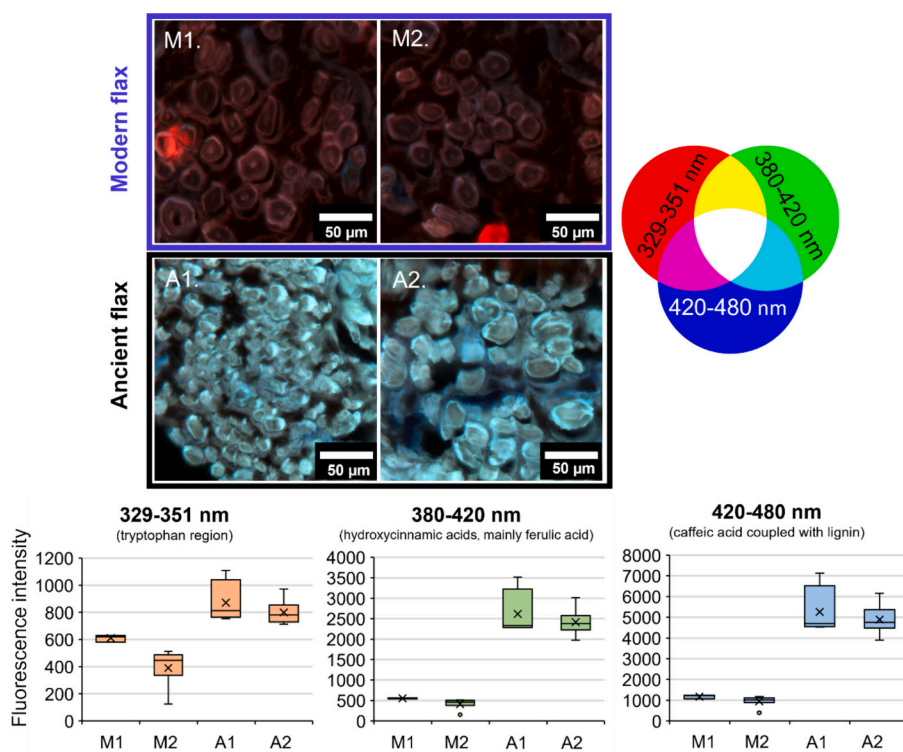 Modern flax
M1.
M2.
50 µm
50 µm
Ancient flax
A1.
A2.
50 µm
50 µm
329-351 nm
380-420 nm
420-480 nm
329-351 nm
(tryptophan region)
Fluorescence intensity
1200
1000
800
600
400
200
0
M1 M2 A1 A2
380-420 nm
(hydroxycinnamic acids, mainly ferulic acid)
4000
3500
3000
2500
2000
1500
1000
500
0
M1 M2 A1 A2
420-480 nm
(caffeic acid coupled with lignin)
8000
7000
6000
5000
4000
3000
2000
1000
0
M1 M2 A1 A2